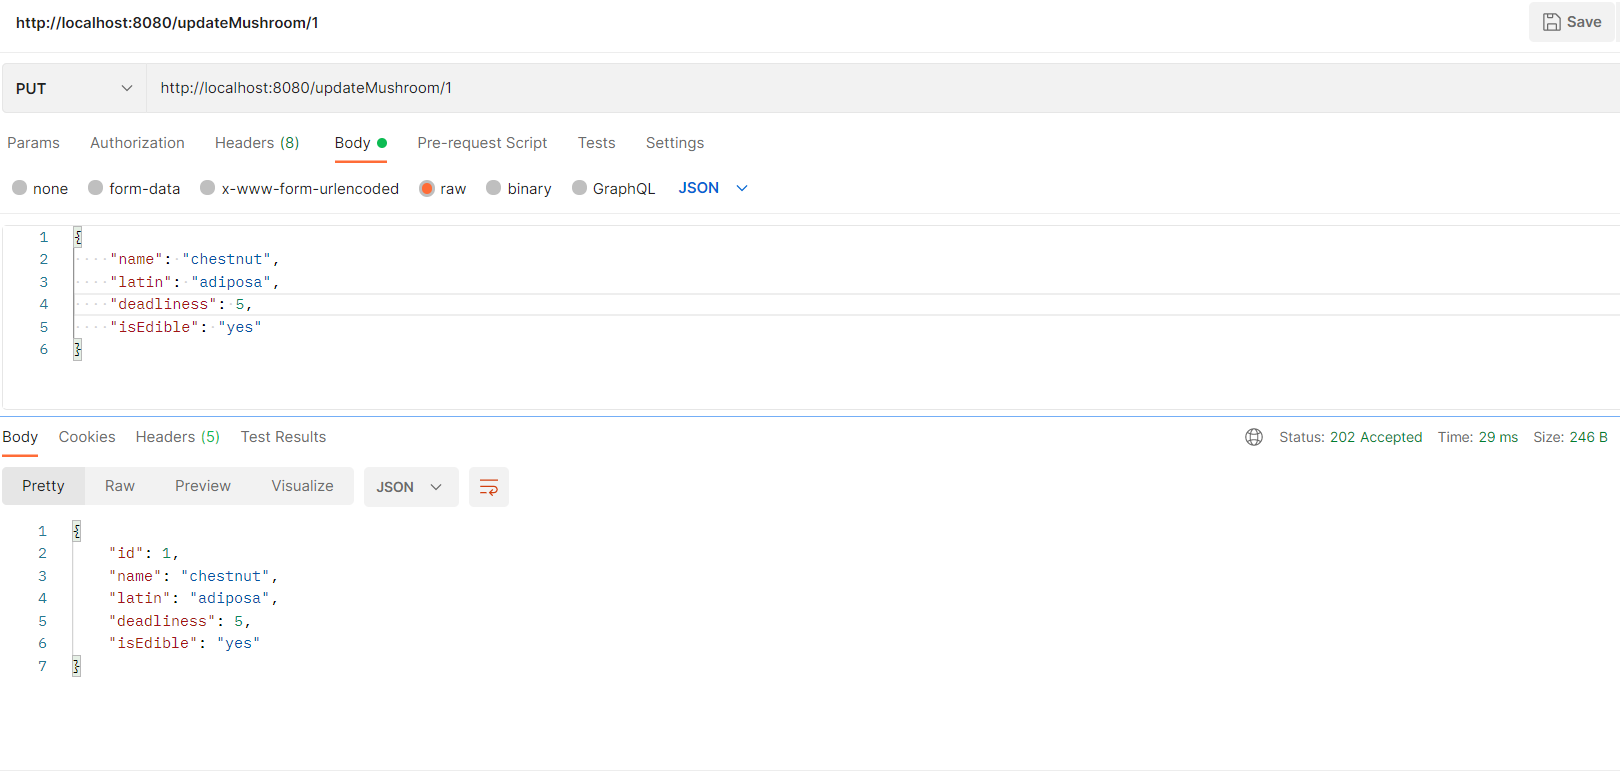 http://localhost:8080/updateMushroom/1
Save
PUT http://localhost:8080/updateMushroom/1
Params Authorization Headers (8) Body Pre-request Script Tests Settings
none form-data x-www-form-urlencoded raw binary GraphQL JSON
1 {
2 "name": "chestnut",
3 "latin": "adiposa",
4 "deadliness": 5,
5 "isEdible": "yes"
6 }
Body Cookies Headers (5) Test Results Status: 202 Accepted Time: 29 ms Size: 246 B
Pretty Raw Preview Visualize JSON
1 {
2 "id": 1,
3 "name": "chestnut",
4 "latin": "adiposa",
5 "deadliness": 5,
6 "isEdible": "yes"
7 }